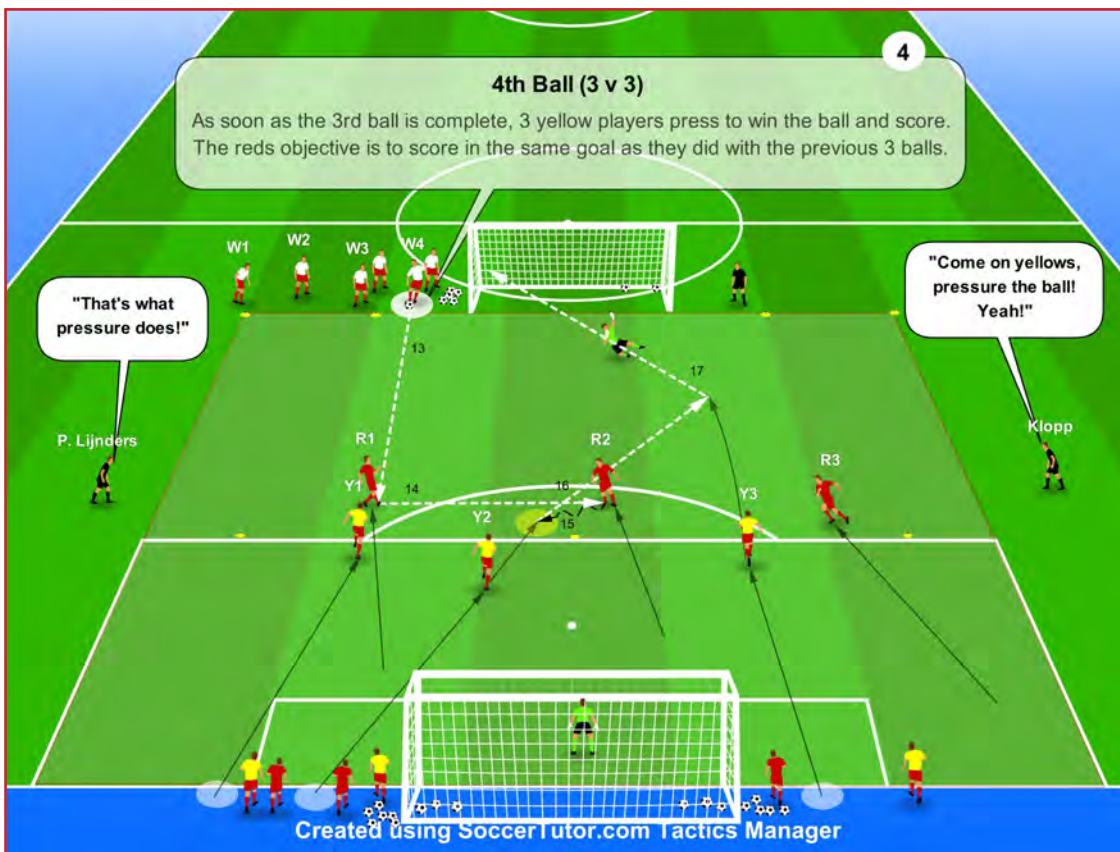 4
4th Ball (3 v 3)
As soon as the 3rd ball is complete, 3 yellow players press to win the ball and score.
The reds objective is to score in the same goal as they did with the previous 3 balls.
W1
W2
W3
W4
"That's what
pressure does!"
"Come on yellows,
pressure the ball!
Yeah!"
13
17
P. Lijnders
Klopp
R1
R2
R3
Y1
14
16
Y3
Y2
15
Created using SoccerTutor.com Tactics Manager